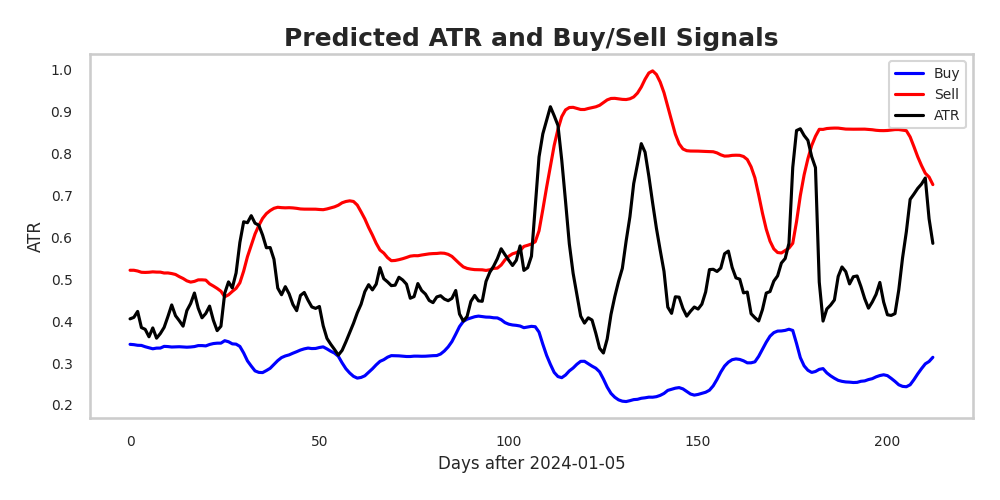 Predicted ATR and Buy/Sell Signals
1.0
0.9
0.8
0.7
0.6
0.5
0.4
0.3
0.2
ATR
Buy
Sell
ATR
0 50 100 150 200
Days after 2024-01-05